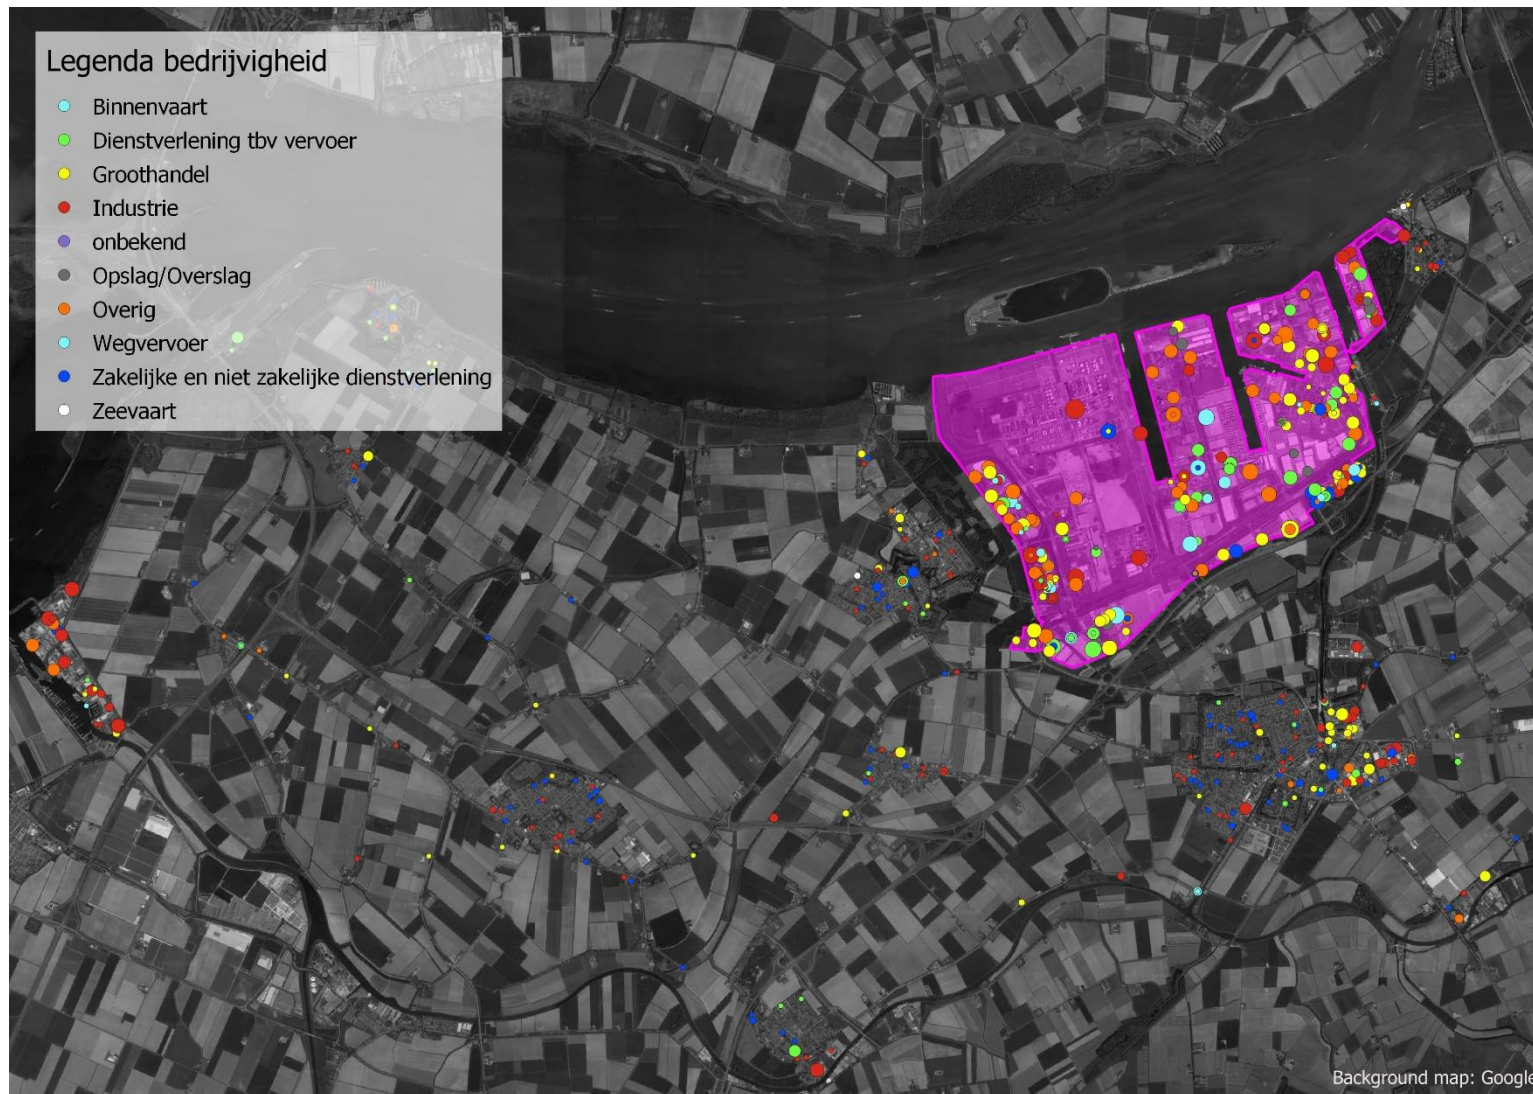 Legenda bedrijvigheid
Binnenvaart
Dienstverlening tbv vervoer
Groothandel
Industrie
onbekend
Opslag/Overslag
Overig
Wegvervoer
Zakelijke en niet zakelijke dienstverlening
Zeevaart
Background map: Google